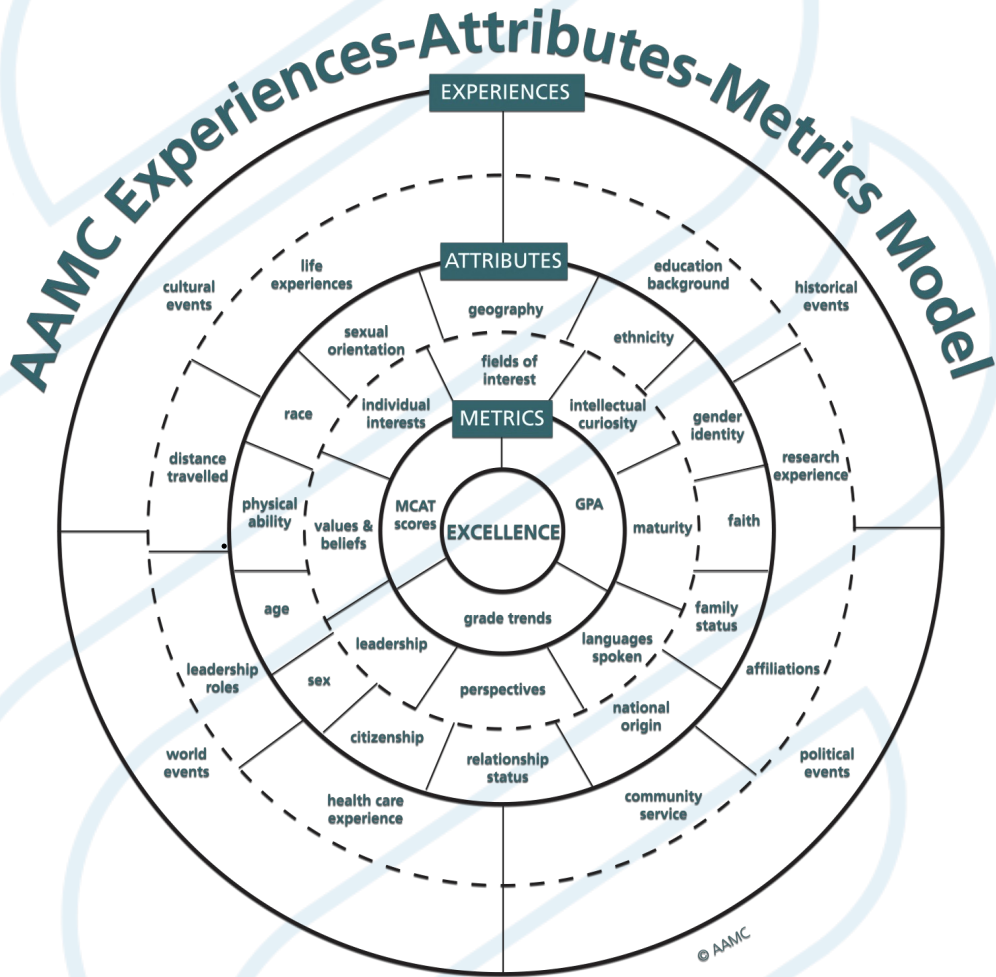 AAMC Experiences-Attributes-Metrics Model
EXPERIENCES
cultural
events
life
experiences
education
background
historical
events
distance
travelled
research
experience
leadership
roles
affiliations
world
events
health care
experience
community
service
political
events
ATTRIBUTES
geography
sexual
orientation
ethnicity
race
gender
identity
physical
ability
faith
age
family
status
sex
national
origin
citizenship
relationship
status
fields of
interest
individual
interests
intellectual
curiosity
values &
beliefs
maturity
leadership
languages
spoken
perspectives
METRICS
MCAT
scores
GPA
grade trends
EXCELLENCE
© AAMC